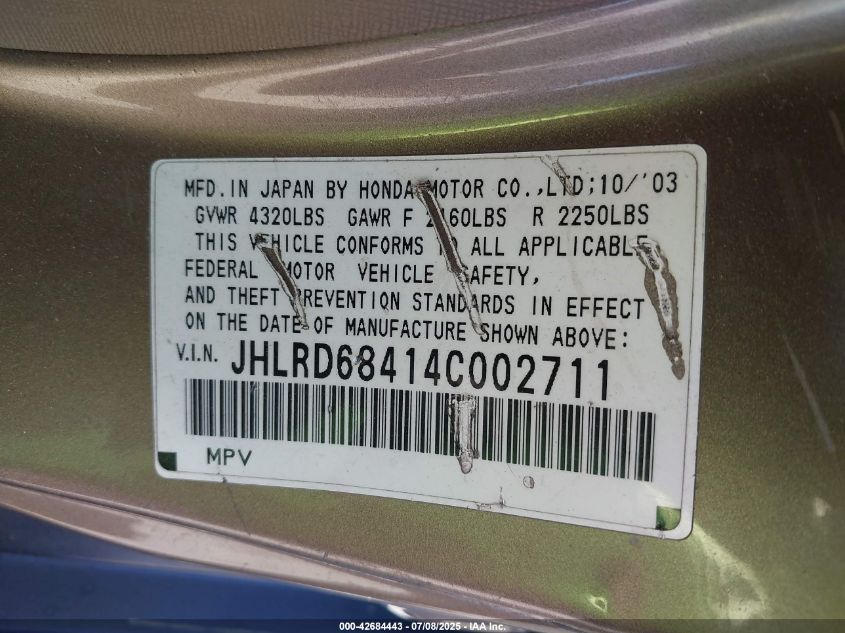 MFD. IN JAPAN BY HONDA MOTOR CO., LTD; 10/'03
GVWR 4320LBS GAWR F 2160LBS R 2250LBS
THIS VEHICLE CONFORMS TO ALL APPLICABLE
FEDERAL MOTOR VEHICLE SAFETY,
AND THEFT PREVENTION STANDARDS IN EFFECT
ON THE DATE OF MANUFACTURE SHOWN ABOVE:
V.I.N. JHLRD68414C002711
MPV
000-42684443 - 07/08/2025 - IAA Inc.